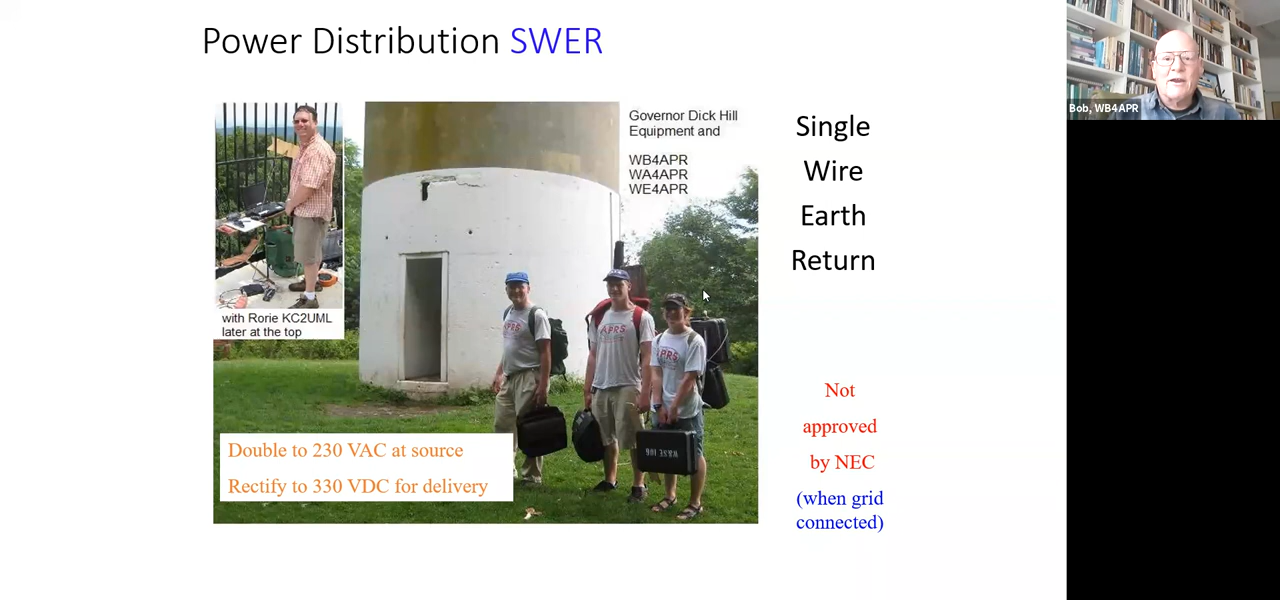 Power Distribution SWER
Bob, WB4APR
Governor Dick Hill
Equipment and
WB4APR
WA4APR
WE4APR
Single
Wire
Earth
Return
with Rorie KC2UML
later at the top
APRS
APRS
Double to 230 VAC at source
Rectify to 330 VDC for delivery
Not
approved
by NEC
(when grid
connected)